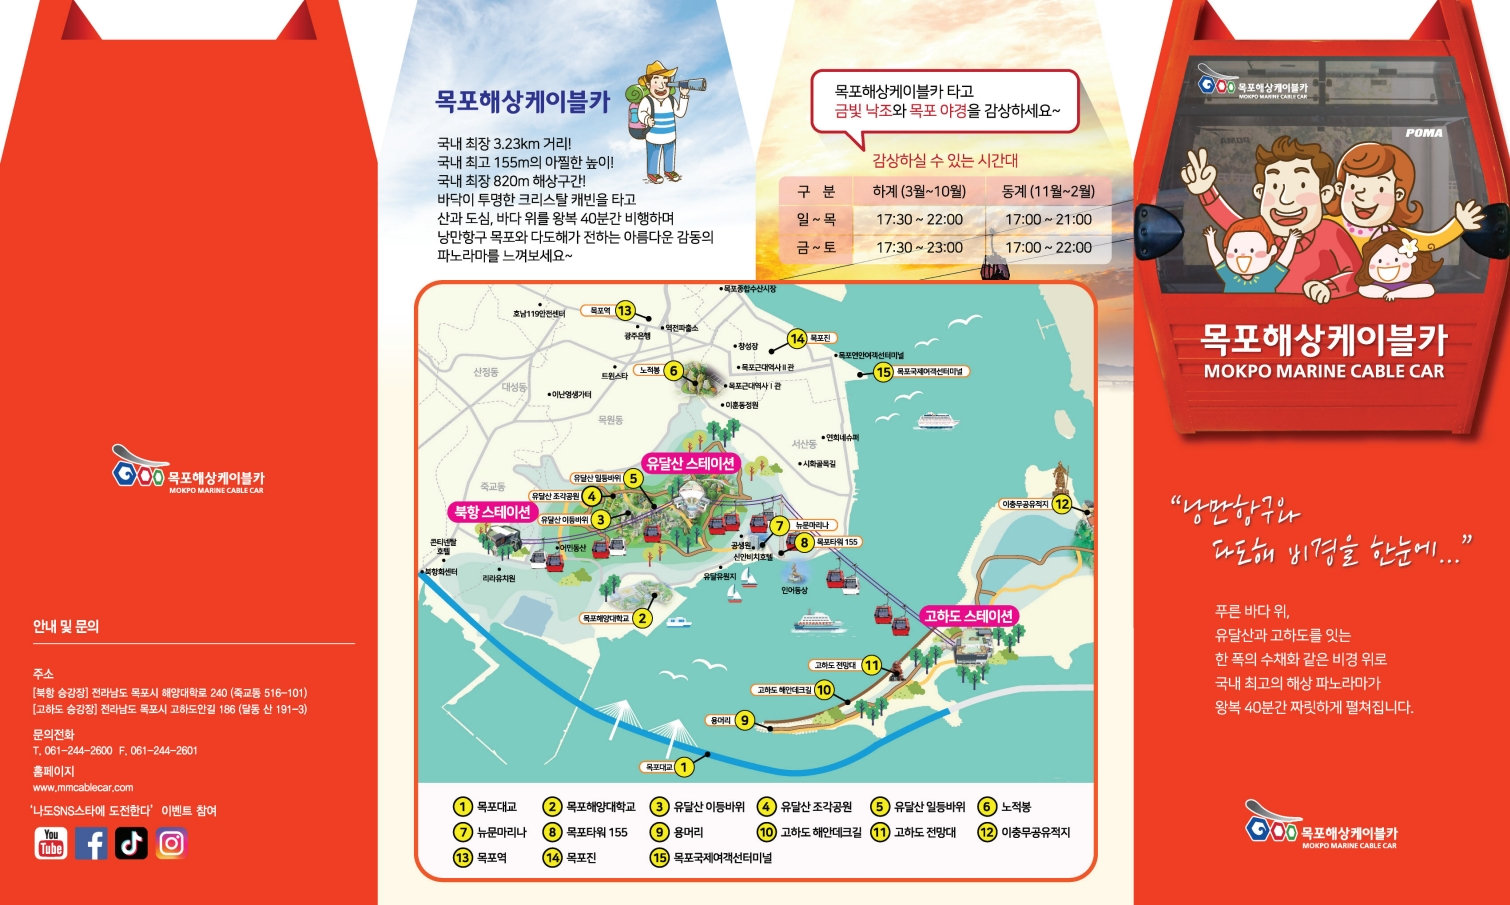 목포해상케이블카
MOKPO MARINE CABLE CAR
안내 및 문의
주소
[북항 승강장] 전라남도 목포시 해양대학로 240 (죽교동 516-101)
[고하도 승강장] 전라남도 목포시 고하도안길 186 (달동 산 191-3)
문의전화
T. 061-244-2600 F. 061-244-2601
홈페이지
www.mmcablecar.com
'나도SNS스타에 도전한다' 이벤트 참여
You
Tube
목포해상케이블카
국내 최장 3.23km 거리!
국내 최고 155m의 아찔한 높이!
국내 최장 820m 해상구간!
바닥이 투명한 크리스탈 캐빈을 타고
산과 도심, 바다 위를 왕복 40분간 비행하며
낭만항구 목포와 다도해가 전하는 아름다운 감동의
파노라마를 느껴보세요~
목포해상케이블카 타고
금빛 낙조와 목포 야경을 감상하세요~
감상하실 수 있는 시간대
구 분 하계 (3월~10월) 동계 (11월~2월)
일 ~ 목 17:30 ~ 22:00 17:00 ~ 21:00
금 ~ 토 17:30 ~ 23:00 17:00 ~ 22:00
목포종합수산시장
호남119안전센터
목포역 13
광주은행
역전파출소
창성장
14 목포진
목포연안여객선터미널
산정동
대성동
트윈스타
노적봉 6
목포근대역사 II 관
15 목포국제여객선터미널
이난영생가터
목포근대역사 I 관
이훈동정원
목원동
서산동
연희네슈퍼
시화골목길
유달산 스테이션
유달산 일등바위 5
죽교동
유달산 조각공원 4
북항 스테이션
유달산 이등바위 3
7 뉴문마리나
이충무공유적지 12
콘티넨탈
호텔
어민동산
공생원
8 목포타워 155
신안비치호텔
북항화센터
리라유치원
유달유원지
인어동상
목포해양대학교 2
고하도 스테이션
고하도 전망대 11
고하도 해안데크길 10
용머리 9
목포대교 1
1 목포대교 2 목포해양대학교 3 유달산 이등바위 4 유달산 조각공원 5 유달산 일등바위 6 노적봉
7 뉴문마리나 8 목포타워 155 9 용머리 10 고하도 해안데크길 11 고하도 전망대 12 이충무공유적지
13 목포역 14 목포진 15 목포국제여객선터미널
목포해상케이블카
MOKPO MARINE CABLE CAR
POMA
목포해상케이블카
MOKPO MARINE CABLE CAR
“낭만항구와
다도해 비경을 한눈에...”
푸른 바다 위,
유달산과 고하도를 잇는
한 폭의 수채화 같은 비경 위로
국내 최고의 해상 파노라마가
왕복 40분간 짜릿하게 펼쳐집니다.
목포해상케이블카
MOKPO MARINE CABLE CAR